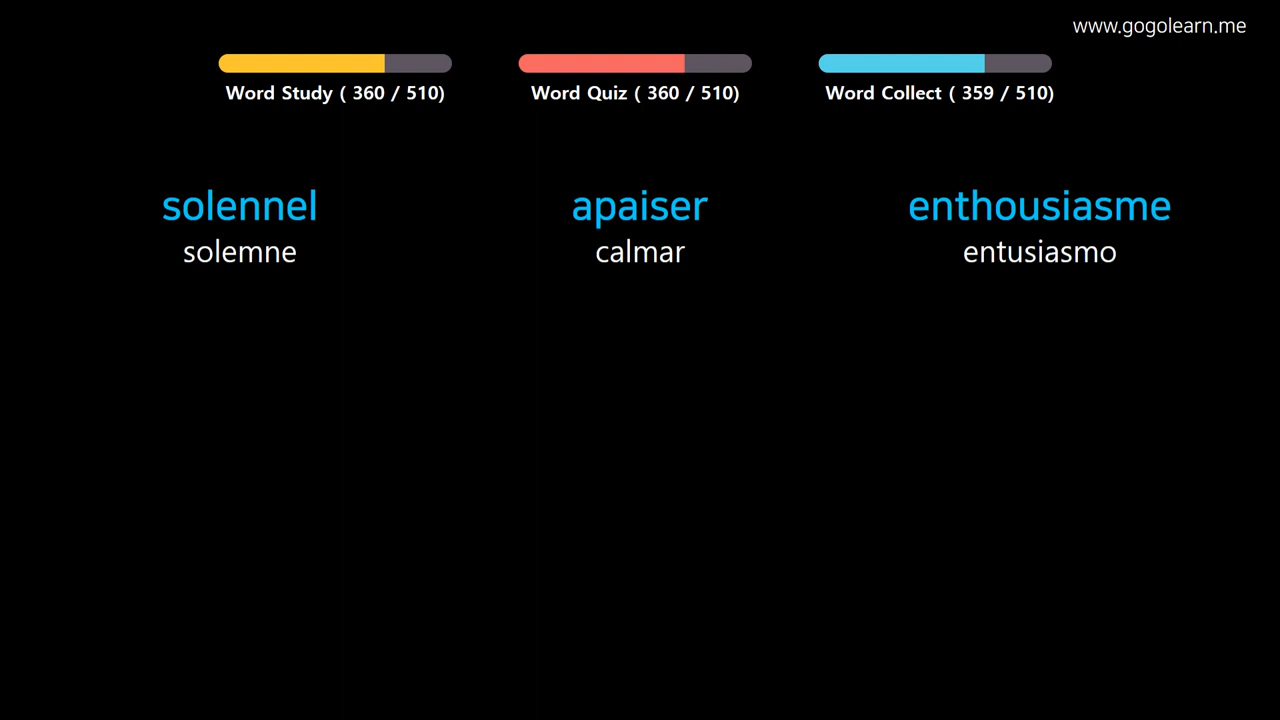 www.gogolearn.me
Word Study ( 360 / 510)
Word Quiz ( 360 / 510)
Word Collect ( 359 / 510)
solennel
solemne
apaiser
calmar
enthousiasme
entusiasmo